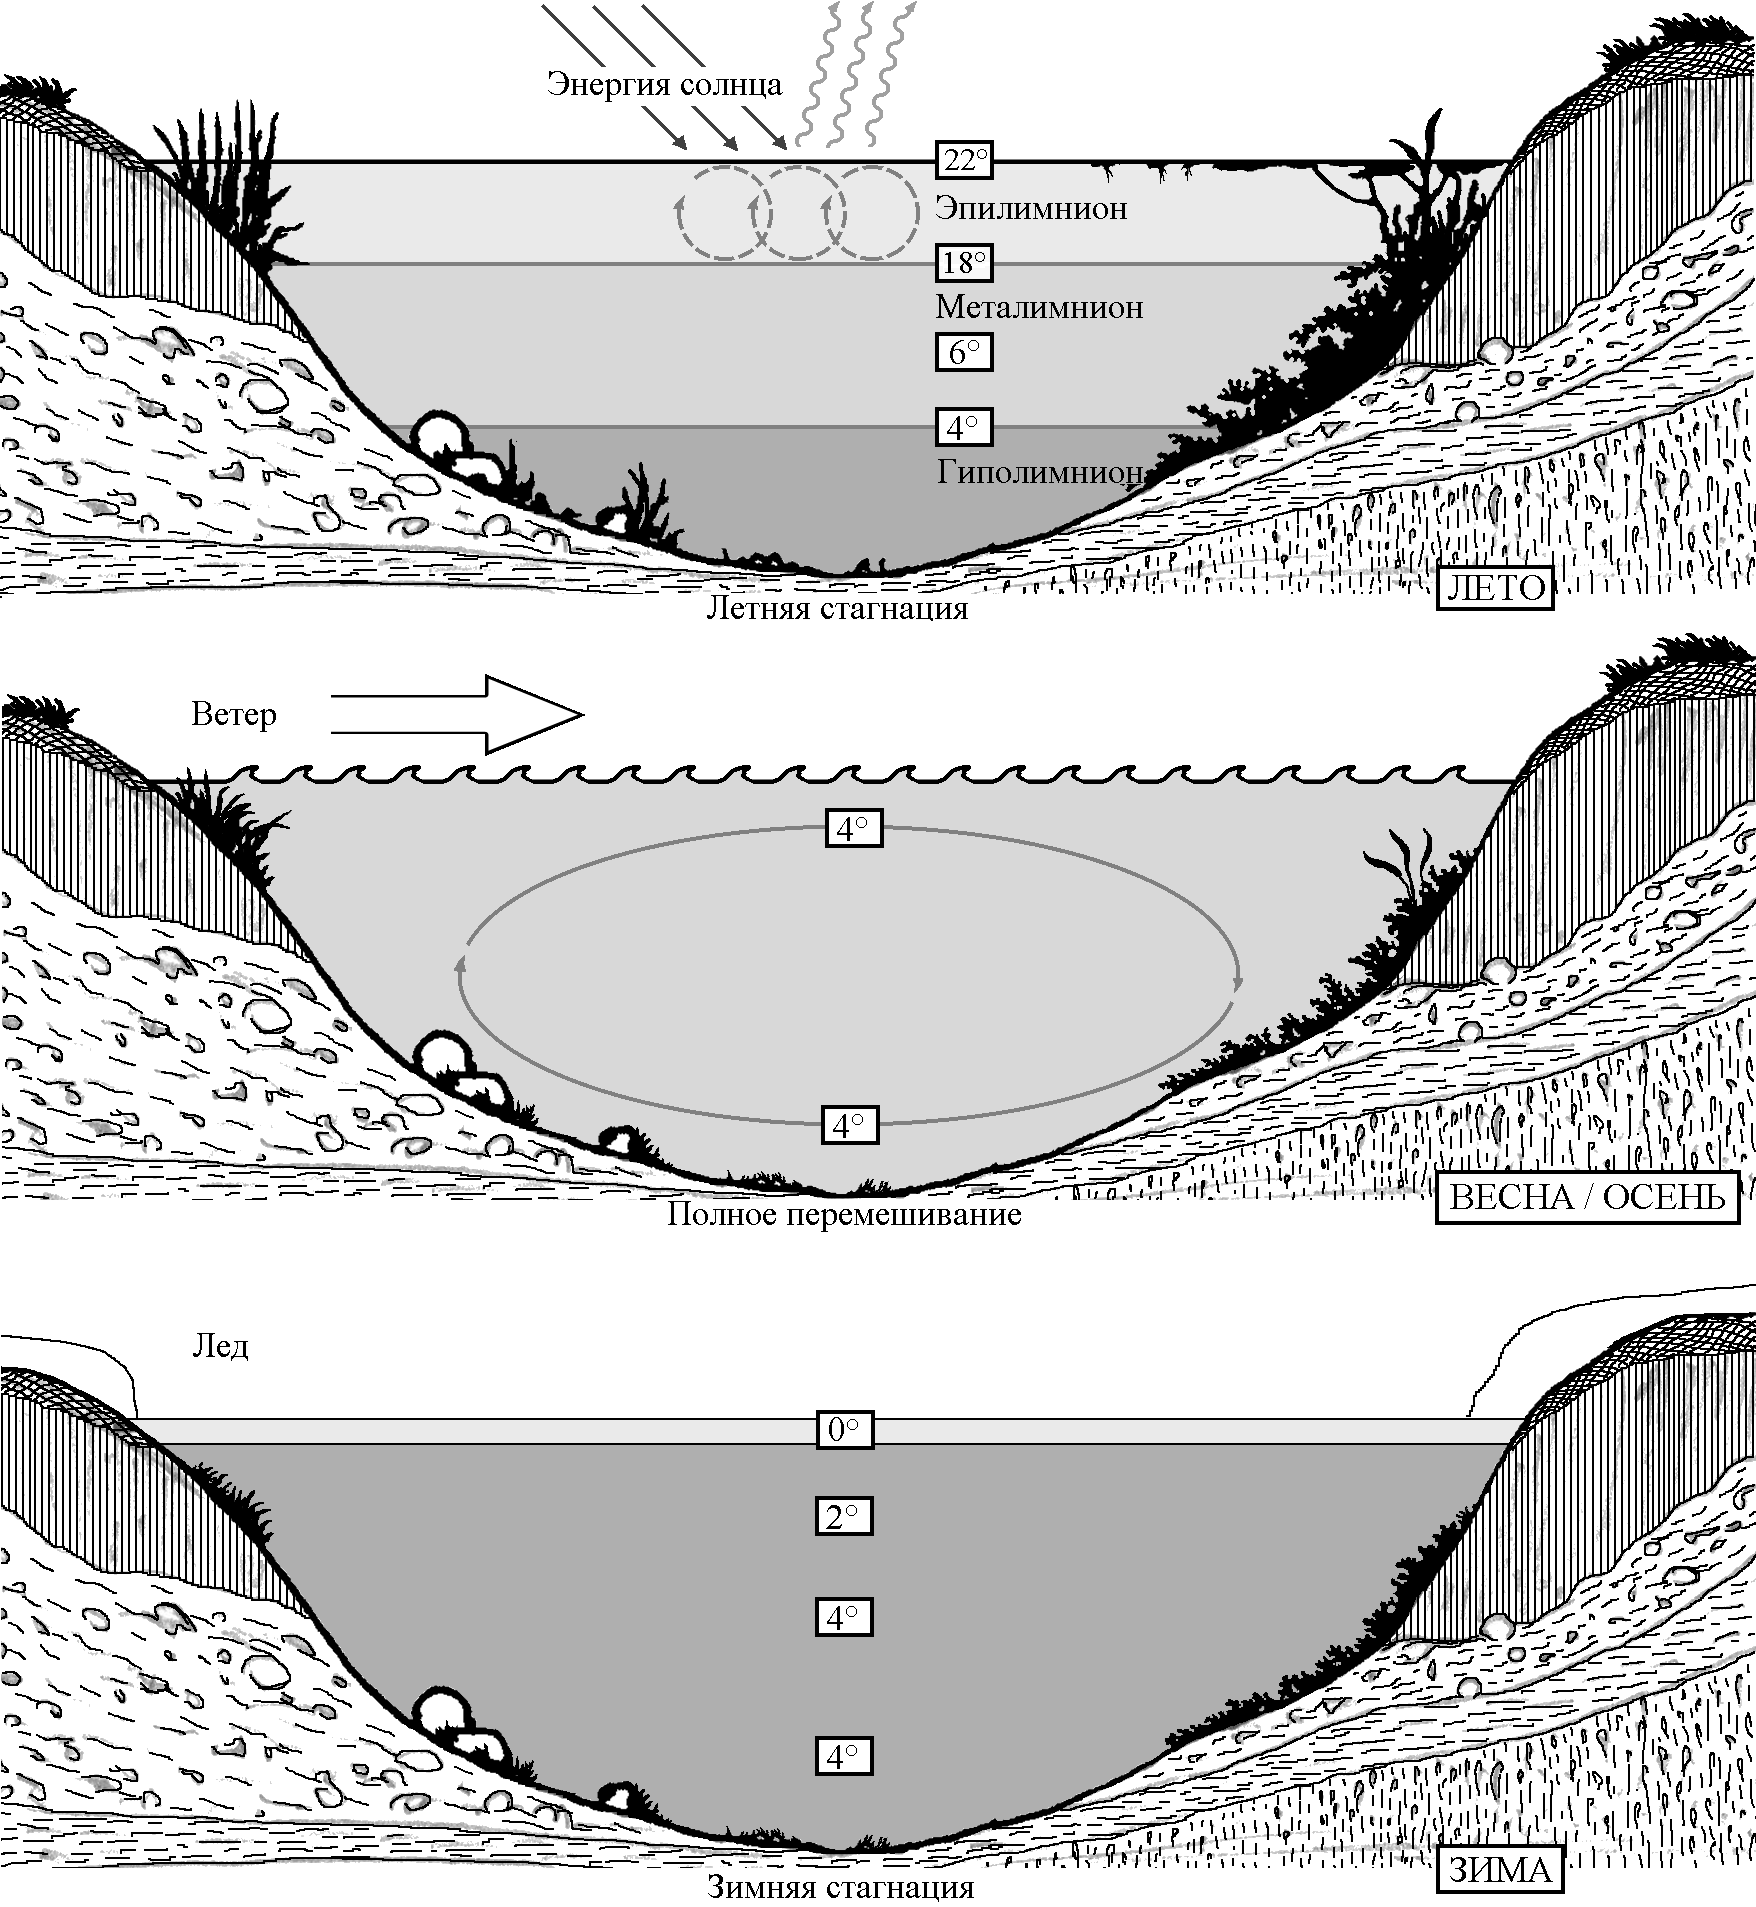 Энергия солнца
22°
Эпилимнион
18°
Металимнион
6°
4°
Гиполимнион
ЛЕТО
Летняя стагнация
Ветер
4°
4°
ВЕСНА / ОСЕНЬ
Полное перемешивание
Лед
0°
2°
4°
4°
ЗИМА
Зимняя стагнация